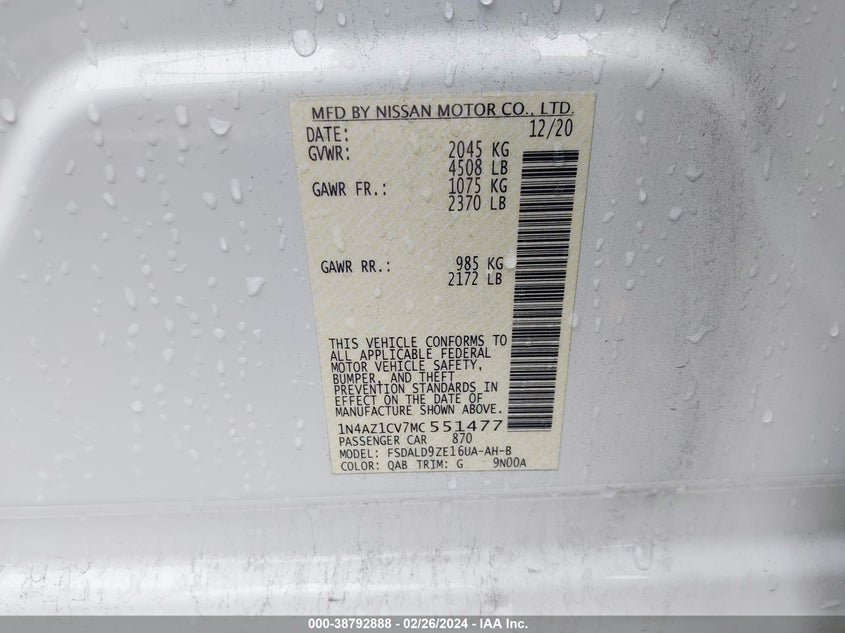 MFD BY NISSAN MOTOR CO., LTD.
DATE: 12/20
GVWR: 2045 KG
4508 LB
GAWR FR.: 1075 KG
2370 LB
GAWR RR.: 985 KG
2172 LB
THIS VEHICLE CONFORMS TO
ALL APPLICABLE FEDERAL
MOTOR VEHICLE SAFETY,
BUMPER, AND THEFT
PREVENTION STANDARDS IN
EFFECT ON THE DATE OF
MANUFACTURE SHOWN ABOVE.
1N4AZ1CV7MC551477
PASSENGER CAR 870
MODEL: FSDALD9ZE16UA-AH-B
COLOR: QAB TRIM: G 9N00A
000-38792888 - 02/26/2024 - IAA Inc.